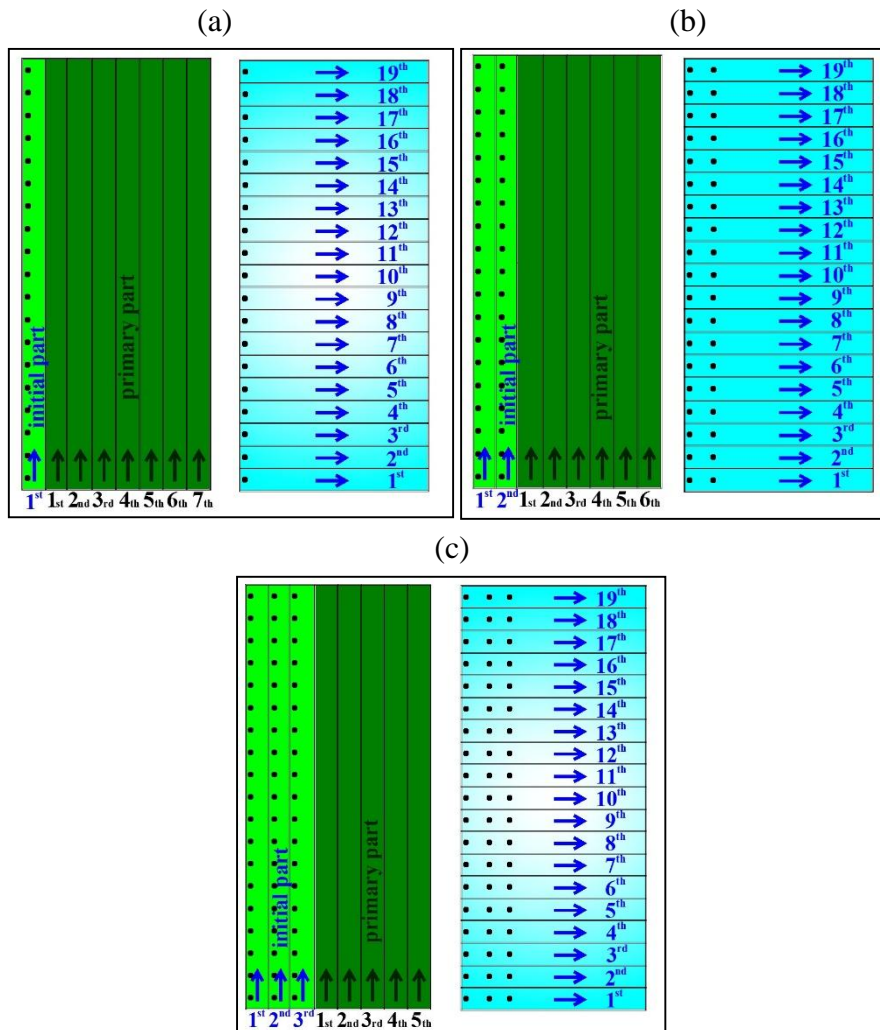 (a)
initial part
primary part
1st 1st 2nd 3rd 4th 5th 6th 7th
19th
18th
17th
16th
15th
14th
13th
12th
11th
10th
9th
8th
7th
6th
5th
4th
3rd
2nd
1st
(b)
initial part
primary part
1st 2nd 1st 2nd 3rd 4th 5th 6th
19th
18th
17th
16th
15th
14th
13th
12th
11th
10th
9th
8th
7th
6th
5th
4th
3rd
2nd
1st
(c)
initial part
primary part
1st 2nd 3rd 1st 2nd 3rd 4th 5th
19th
18th
17th
16th
15th
14th
13th
12th
11th
10th
9th
8th
7th
6th
5th
4th
3rd
2nd
1st